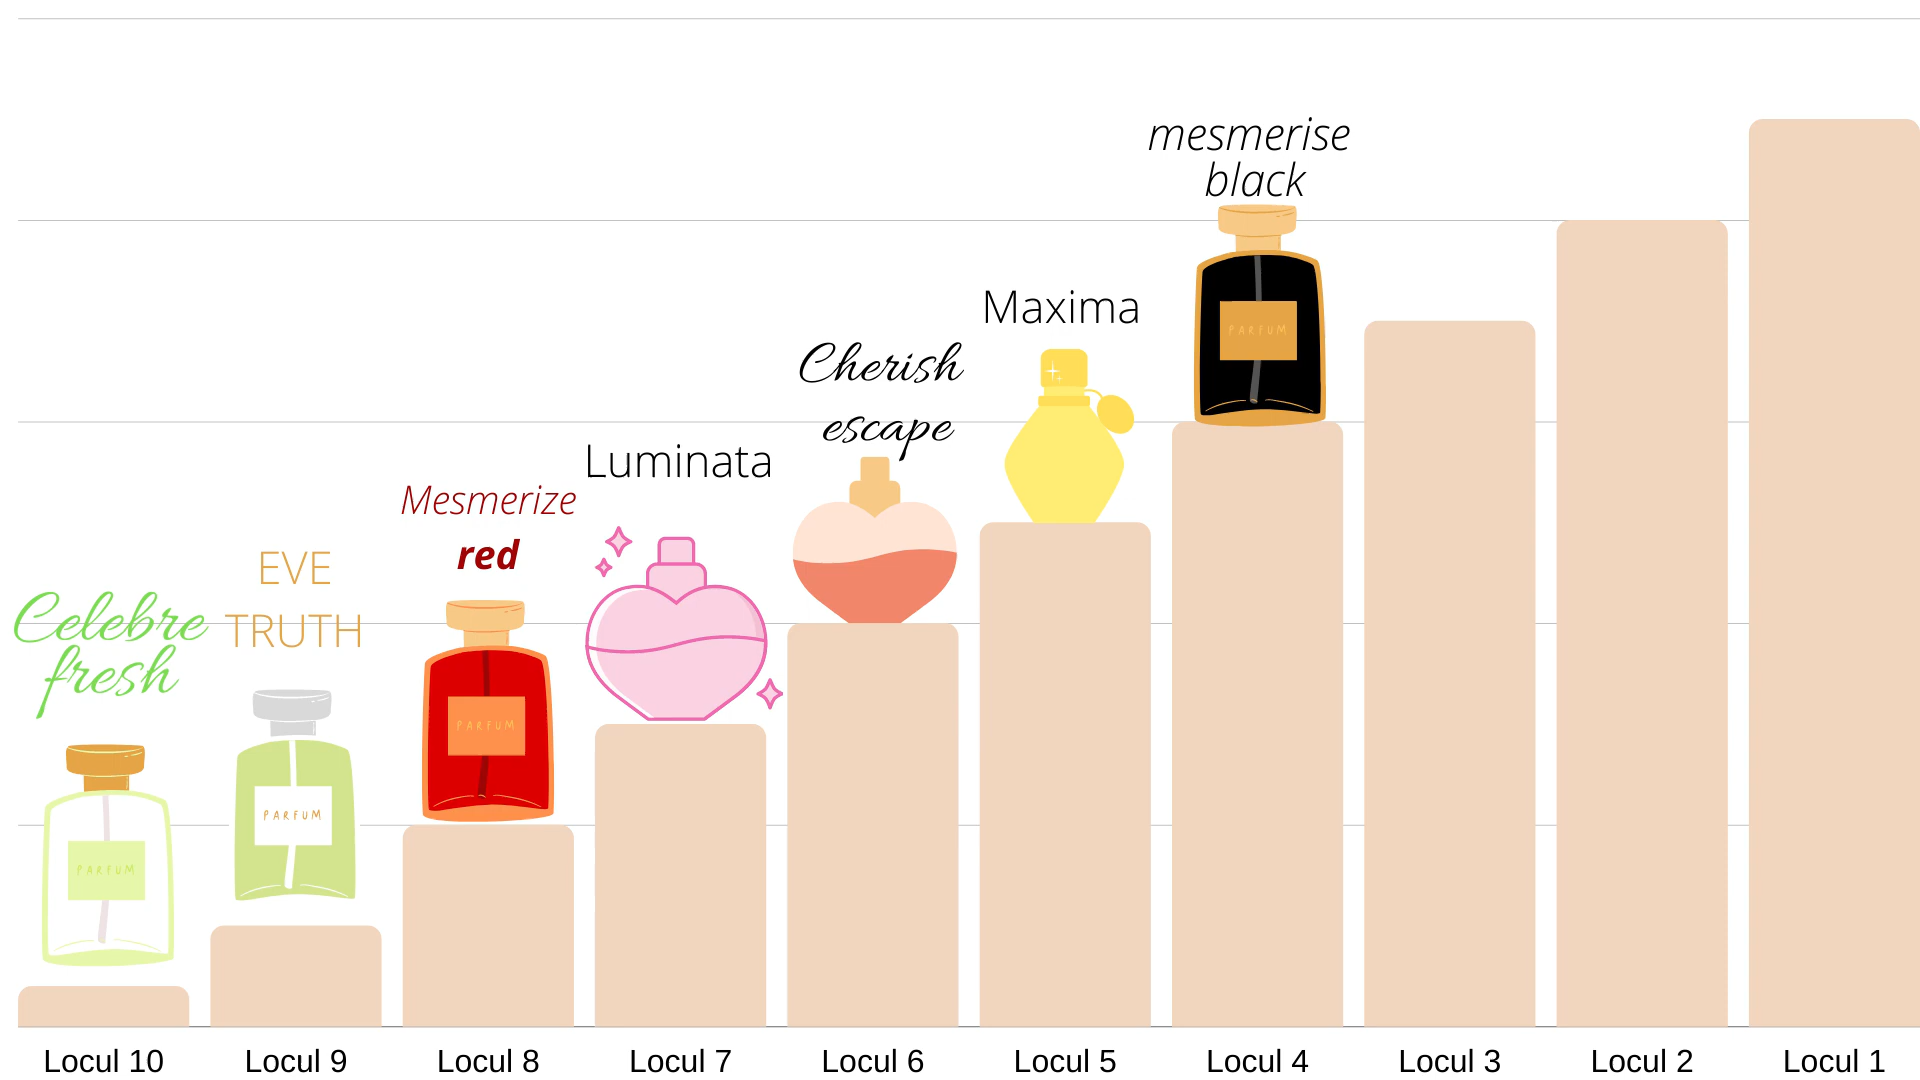 mesmerise
black
Maxima
Cherish
escape
Luminata
Mesmerize
red
EVE
TRUTH
Celebre
fresh
PARFUM
PARFUM
PARFUM
PARFUM
Locul 10
Locul 9
Locul 8
Locul 7
Locul 6
Locul 5
Locul 4
Locul 3
Locul 2
Locul 1